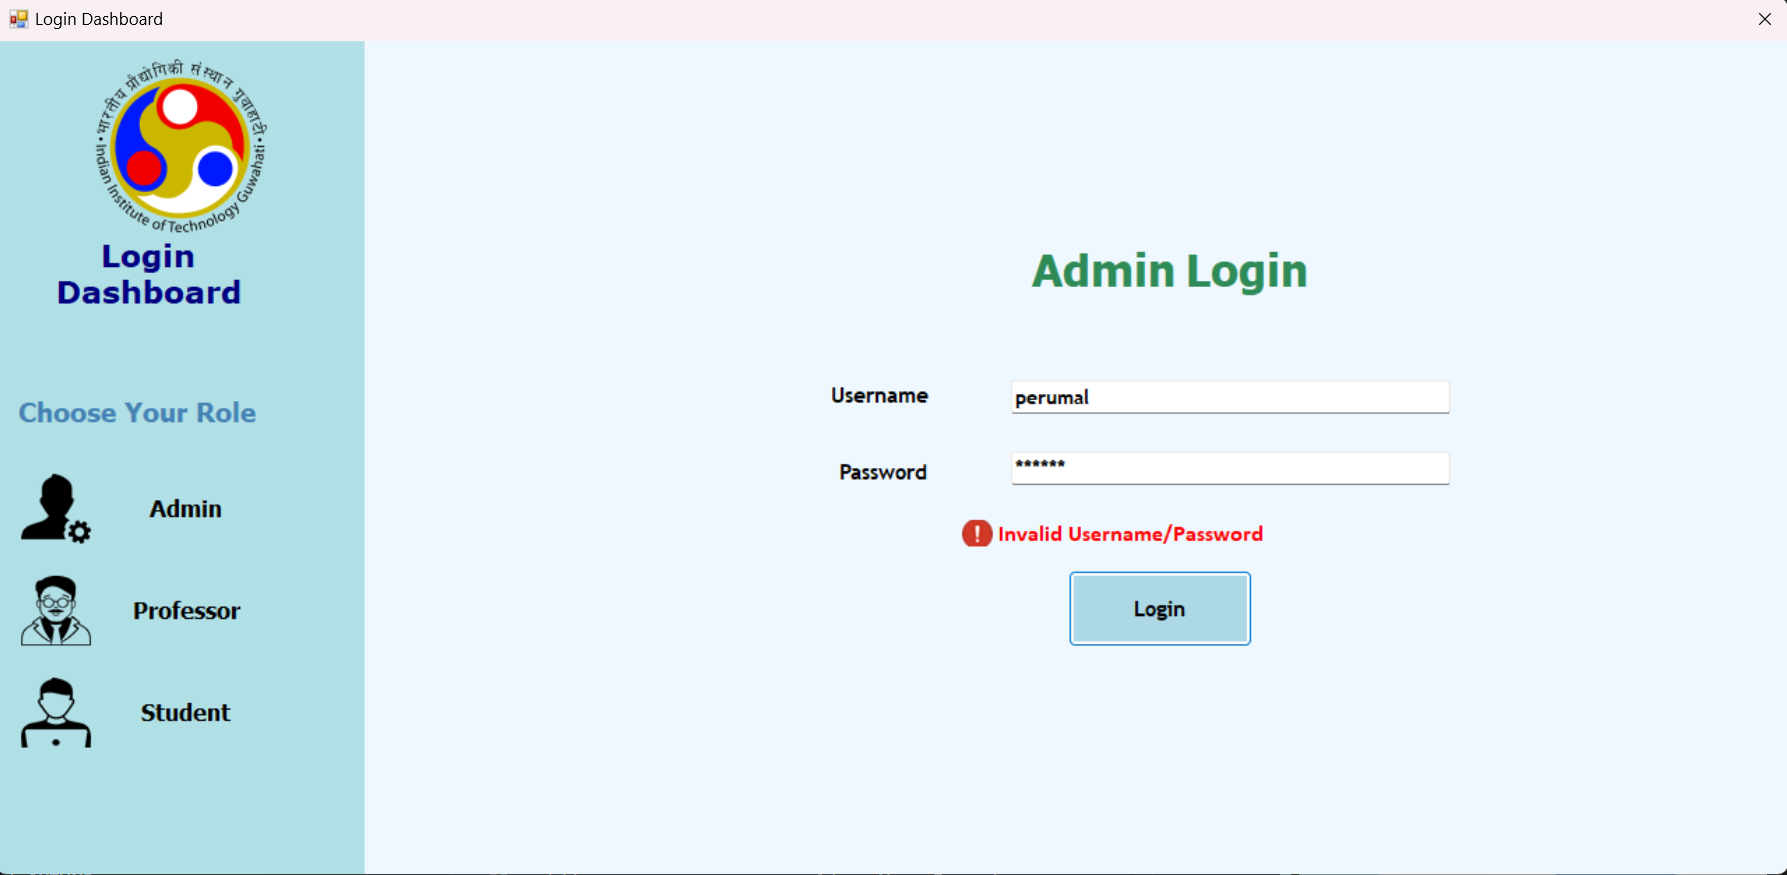 Login Dashboard
भारतीय प्रौद्योगिकी संस्थान गुवाहाटी
Indian Institute of Technology Guwahati
Login
Dashboard
Choose Your Role
Admin
Professor
Student
Admin Login
Username
perumal
Password
******
Invalid Username/Password
Login